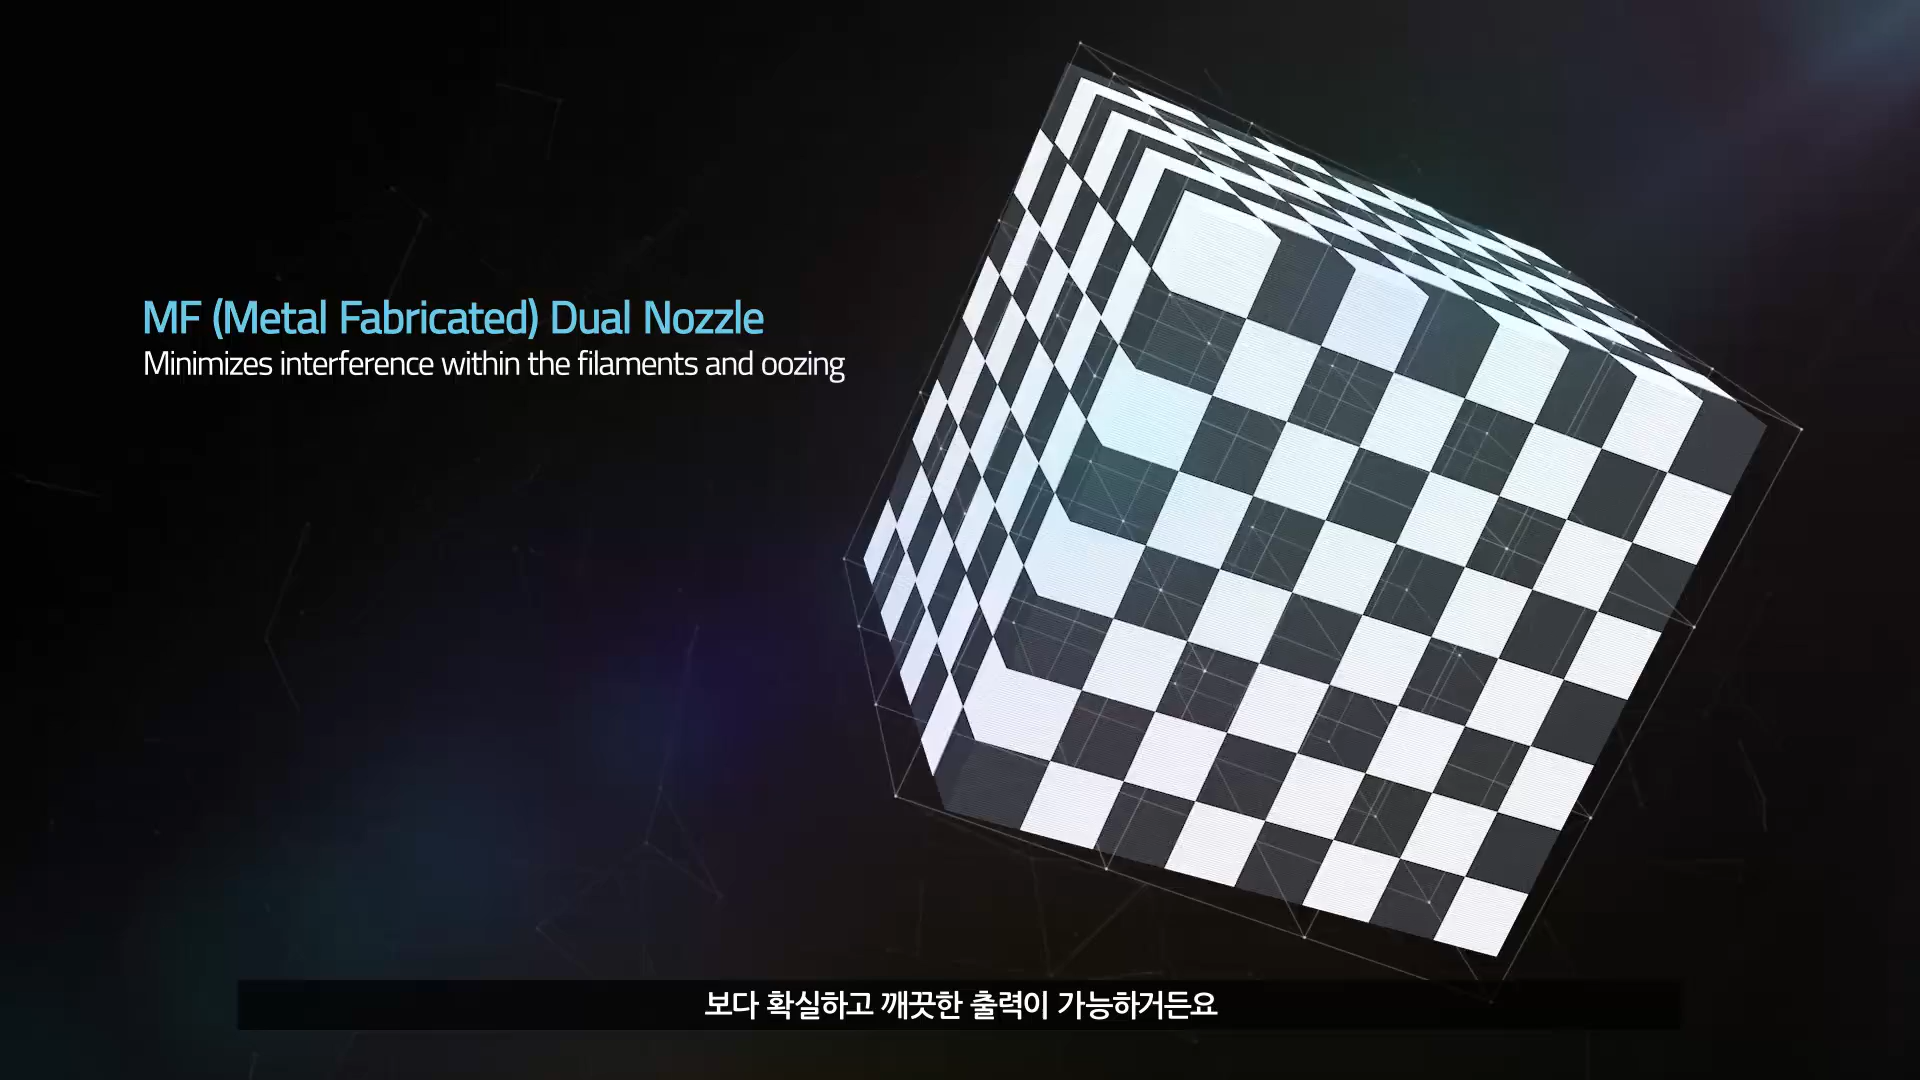 MF (Metal Fabricated) Dual Nozzle
Minimizes interference within the filaments and oozing
보다 확실하고 깨끗한 출력이 가능하거든요